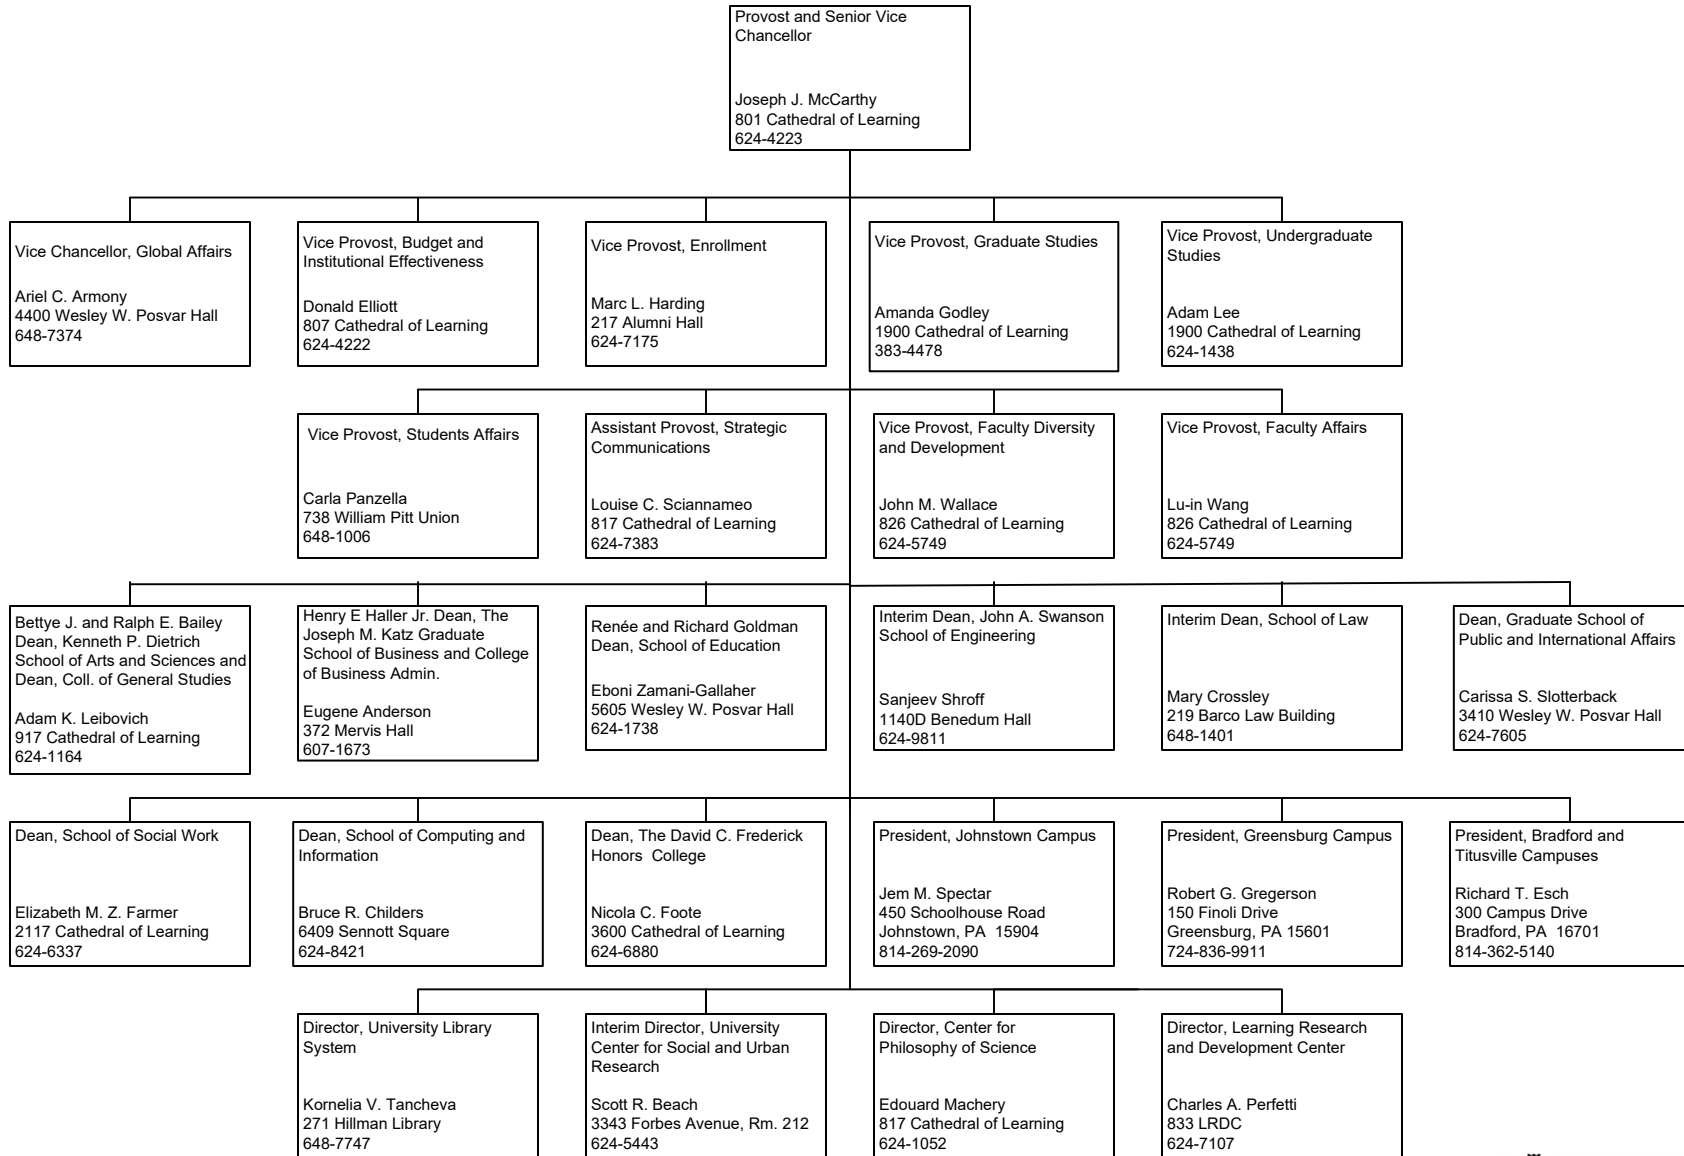 Provost and Senior Vice
Chancellor
Joseph J. McCarthy
801 Cathedral of Learning
624-4223
Vice Chancellor, Global Affairs
Ariel C. Armony
4400 Wesley W. Posvar Hall
648-7374
Vice Provost, Budget and
Institutional Effectiveness
Donald Elliott
807 Cathedral of Learning
624-4222
Vice Provost, Enrollment
Marc L. Harding
217 Alumni Hall
624-7175
Vice Provost, Graduate Studies
Amanda Godley
1900 Cathedral of Learning
383-4478
Vice Provost, Undergraduate
Studies
Adam Lee
1900 Cathedral of Learning
624-1438
Vice Provost, Students Affairs
Carla Panzella
738 William Pitt Union
648-1006
Assistant Provost, Strategic
Communications
Louise C. Sciannameo
817 Cathedral of Learning
624-7383
Vice Provost, Faculty Diversity
and Development
John M. Wallace
826 Cathedral of Learning
624-5749
Vice Provost, Faculty Affairs
Lu-in Wang
826 Cathedral of Learning
624-5749
Bettye J. and Ralph E. Bailey
Dean, Kenneth P. Dietrich
School of Arts and Sciences and
Dean, Coll. of General Studies
Adam K. Leibovich
917 Cathedral of Learning
624-1164
Henry E Haller Jr. Dean, The
Joseph M. Katz Graduate
School of Business and College
of Business Admin.
Eugene Anderson
372 Mervis Hall
607-1673
Renée and Richard Goldman
Dean, School of Education
Eboni Zamani-Gallaher
5605 Wesley W. Posvar Hall
624-1738
Interim Dean, John A. Swanson
School of Engineering
Sanjeev Shroff
1140D Benedum Hall
624-9811
Interim Dean, School of Law
Mary Crossley
219 Barco Law Building
648-1401
Dean, Graduate School of
Public and International Affairs
Carissa S. Slotterback
3410 Wesley W. Posvar Hall
624-7605
Dean, School of Social Work
Elizabeth M. Z. Farmer
2117 Cathedral of Learning
624-6337
Dean, School of Computing and
Information
Bruce R. Childers
6409 Sennott Square
624-8421
Dean, The David C. Frederick
Honors College
Nicola C. Foote
3600 Cathedral of Learning
624-6880
President, Johnstown Campus
Jem M. Spectar
450 Schoolhouse Road
Johnstown, PA 15904
814-269-2090
President, Greensburg Campus
Robert G. Gregerson
150 Finoli Drive
Greensburg, PA 15601
724-836-9911
President, Bradford and
Titusville Campuses
Richard T. Esch
300 Campus Drive
Bradford, PA 16701
814-362-5140
Director, University Library
System
Kornelia V. Tancheva
271 Hillman Library
648-7747
Interim Director, University
Center for Social and Urban
Research
Scott R. Beach
3343 Forbes Avenue, Rm. 212
624-5443
Director, Center for
Philosophy of Science
Edouard Machery
817 Cathedral of Learning
624-1052
Director, Learning Research
and Development Center
Charles A. Perfetti
833 LRDC
624-7107